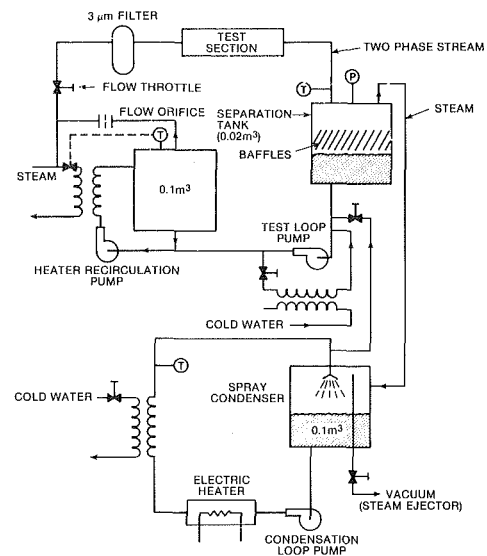 3 μm FILTER
TEST
SECTION
TWO PHASE STREAM
FLOW THROTTLE
T
P
FLOW ORIFICE
SEPARATION
TANK
(0.02m³)
STEAM
T
BAFFLES
STEAM
0.1m³
TEST LOOP
PUMP
HEATER RECIRCULATION
PUMP
COLD WATER
T
COLD WATER
SPRAY
CONDENSER
0.1m³
ELECTRIC
HEATER
VACUUM
(STEAM EJECTOR)
CONDENSATION
LOOP PUMP